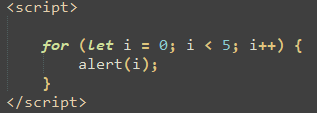 <script>
for (let i = 0; i < 5; i++) {
alert(i);
}
</script>